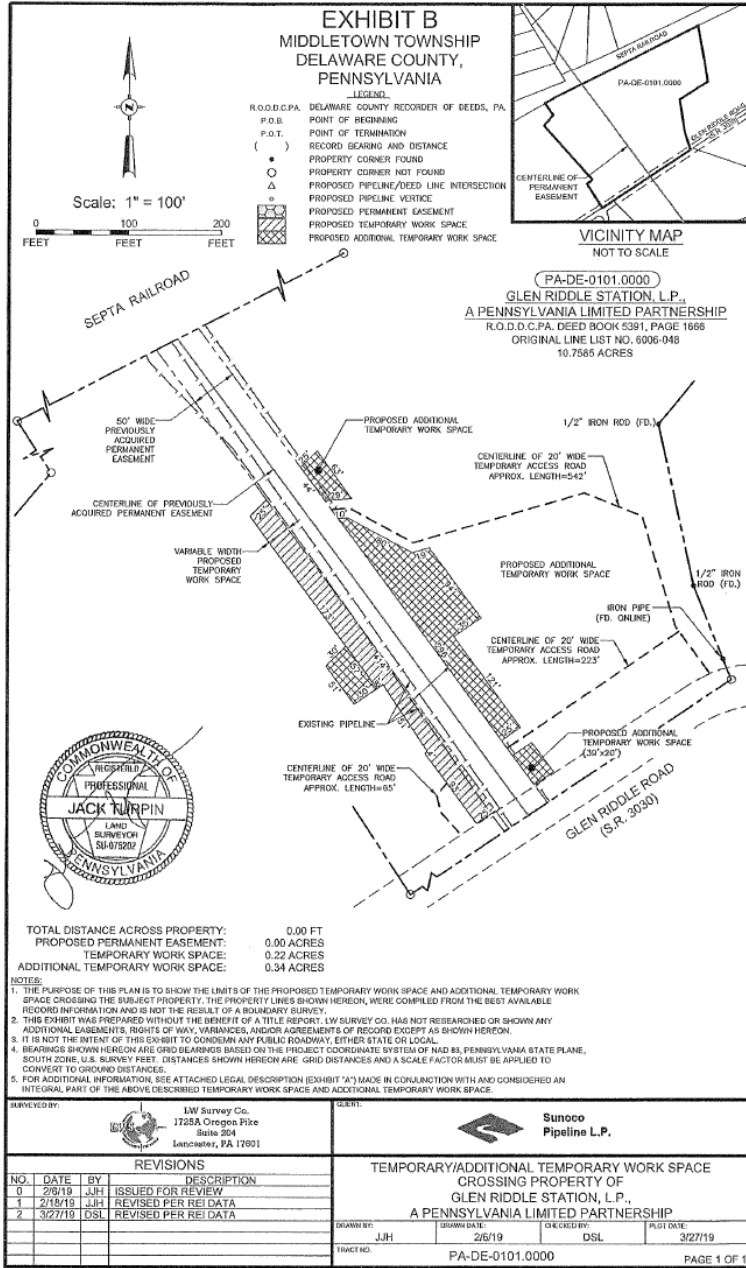 EXHIBIT B
MIDDLETOWN TOWNSHIP
DELAWARE COUNTY,
PENNSYLVANIA
LEGEND
R.O.D.D.C.PA. DELAWARE COUNTY RECORDER OF DEEDS, PA.
P.O.B. POINT OF BEGINNING
P.O.T. POINT OF TERMINATION
( ) RECORD BEARING AND DISTANCE
PROPERTY CORNER FOUND
PROPERTY CORNER NOT FOUND
PROPOSED PIPELINE/DEED LINE INTERSECTION
PROPOSED PIPELINE VERTICE
PROPOSED PERMANENT EASEMENT
PROPOSED TEMPORARY WORK SPACE
PROPOSED ADDITIONAL TEMPORARY WORK SPACE
N
Scale: 1" = 100'
0 100 200
FEET FEET FEET
SEPTA RAILROAD
PA-DE-0101.0000
GLEN RIDDLE ROAD
(S.R. 3030)
CENTERLINE OF
PERMANENT
EASEMENT
VICINITY MAP
NOT TO SCALE
PA-DE-0101.0000
GLEN RIDDLE STATION, L.P.,
A PENNSYLVANIA LIMITED PARTNERSHIP
R.O.D.D.C.PA. DEED BOOK 5391, PAGE 1666
ORIGINAL LINE LIST NO. 6006-048
10.7585 ACRES
SEPTA RAILROAD
50' WIDE
PREVIOUSLY
ACQUIRED
PERMANENT
EASEMENT
PROPOSED ADDITIONAL
TEMPORARY WORK SPACE
1/2" IRON ROD (FD.)
CENTERLINE OF 20' WIDE
TEMPORARY ACCESS ROAD
APPROX. LENGTH=542'
CENTERLINE OF PREVIOUSLY
ACQUIRED PERMANENT EASEMENT
63'
44'
29'
10'
25'
VARIABLE WIDTH
PROPOSED
TEMPORARY
WORK SPACE
19'
PROPOSED ADDITIONAL
TEMPORARY WORK SPACE
1/2" IRON
ROD (FD.)
IRON PIPE
(FD. ONLINE)
35'
CENTERLINE OF 20' WIDE
TEMPORARY ACCESS ROAD
APPROX. LENGTH=223'
121'
51'
EXISTING PIPELINE
25'
PROPOSED ADDITIONAL
TEMPORARY WORK SPACE
(39'x20')
CENTERLINE OF 20' WIDE
TEMPORARY ACCESS ROAD
APPROX. LENGTH=65'
GLEN RIDDLE ROAD
(S.R. 3030)
COMMONWEALTH OF
REGISTERED
PROFESSIONAL
JACK TURPIN
LAND
SURVEYOR
SU-075202
PENNSYLVANIA
TOTAL DISTANCE ACROSS PROPERTY: 0.00 FT
PROPOSED PERMANENT EASEMENT: 0.00 ACRES
TEMPORARY WORK SPACE: 0.22 ACRES
ADDITIONAL TEMPORARY WORK SPACE: 0.34 ACRES
NOTES:
1. THE PURPOSE OF THIS PLAN IS TO SHOW THE LIMITS OF THE PROPOSED TEMPORARY WORK SPACE AND ADDITIONAL TEMPORARY WORK
SPACE CROSSING THE SUBJECT PROPERTY. THE PROPERTY LINES SHOWN HEREON, WERE COMPILED FROM THE BEST AVAILABLE
RECORD INFORMATION AND IS NOT THE RESULT OF A BOUNDARY SURVEY.
2. THIS EXHIBIT WAS PREPARED WITHOUT THE BENEFIT OF A TITLE REPORT. LW SURVEY CO. HAS NOT RESEARCHED OR SHOWN ANY
ADDITIONAL EASEMENTS, RIGHTS OF WAY, VARIANCES, AND/OR AGREEMENTS OF RECORD EXCEPT AS SHOWN HEREON.
3. IT IS NOT THE INTENT OF THIS EXHIBIT TO CONDEMN ANY PUBLIC ROADWAY, EITHER STATE OR LOCAL.
4. BEARINGS SHOWN HEREON ARE GRID BEARINGS BASED ON THE PROJECT COORDINATE SYSTEM OF NAD 83, PENNSYLVANIA STATE PLANE,
SOUTH ZONE, U.S. SURVEY FEET. DISTANCES SHOWN HEREON ARE GRID DISTANCES AND A SCALE FACTOR MUST BE APPLIED TO
CONVERT TO GROUND DISTANCES.
5. FOR ADDITIONAL INFORMATION, SEE ATTACHED LEGAL DESCRIPTION (EXHIBIT "A") MADE IN CONJUNCTION WITH AND CONSIDERED AN
INTEGRAL PART OF THE ABOVE DESCRIBED TEMPORARY WORK SPACE AND ADDITIONAL TEMPORARY WORK SPACE.
SURVEYED BY:
LW Survey Co.
1725A Oregon Pike
Suite 204
Lancaster, PA 17601
CLIENT:
Sunoco
Pipeline L.P.
REVISIONS
NO. DATE BY DESCRIPTION
0 2/6/19 JJH ISSUED FOR REVIEW
1 2/18/19 JJH REVISED PER REI DATA
2 3/27/19 DSL REVISED PER REI DATA
TEMPORARY/ADDITIONAL TEMPORARY WORK SPACE
CROSSING PROPERTY OF
GLEN RIDDLE STATION, L.P.,
A PENNSYLVANIA LIMITED PARTNERSHIP
DRAWN BY: DRAWN DATE: CHECKED BY: PLOT DATE:
JJH 2/6/19 DSL 3/27/19
TRACT NO. PA-DE-0101.0000 PAGE 1 OF 1